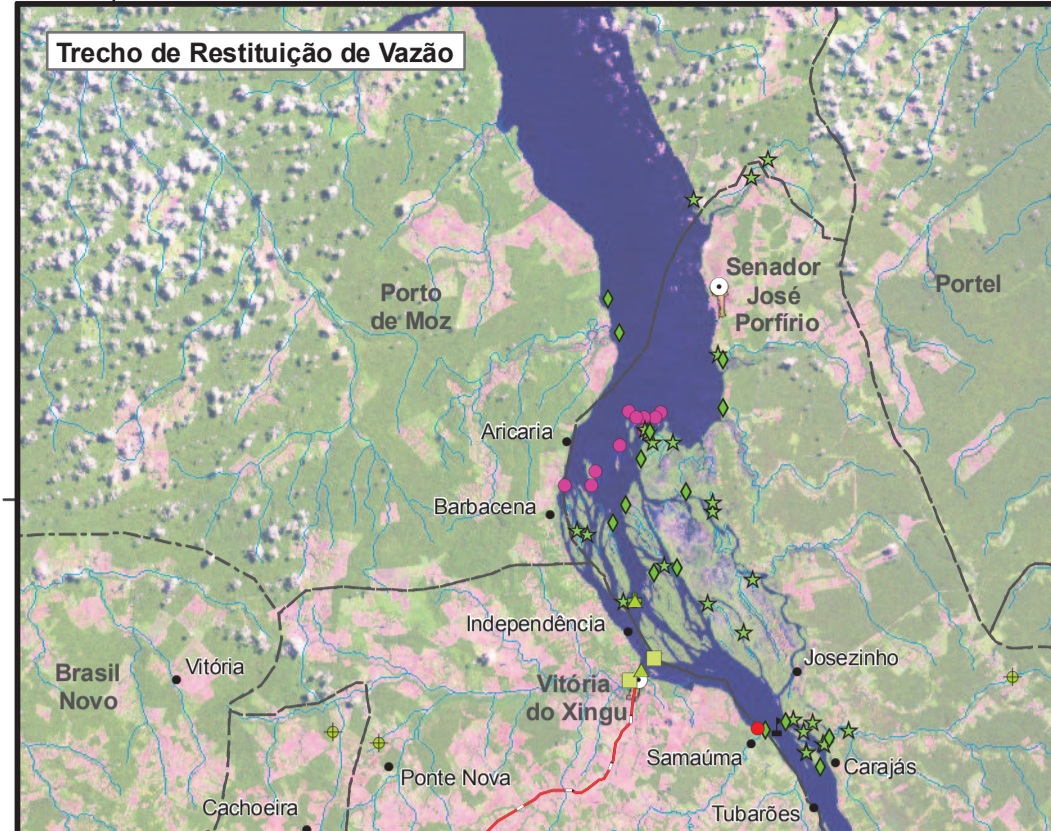 Trecho de Restituição de Vazão
Senador
José
Porfírio
Portel
Porto
de Moz
Aricaria
Barbacena
Independência
Brasil
Novo
Vitória
Vitória
do Xingu
Josezinho
Samaúma
Carajás
Ponte Nova
Cachoeira
Tubarões